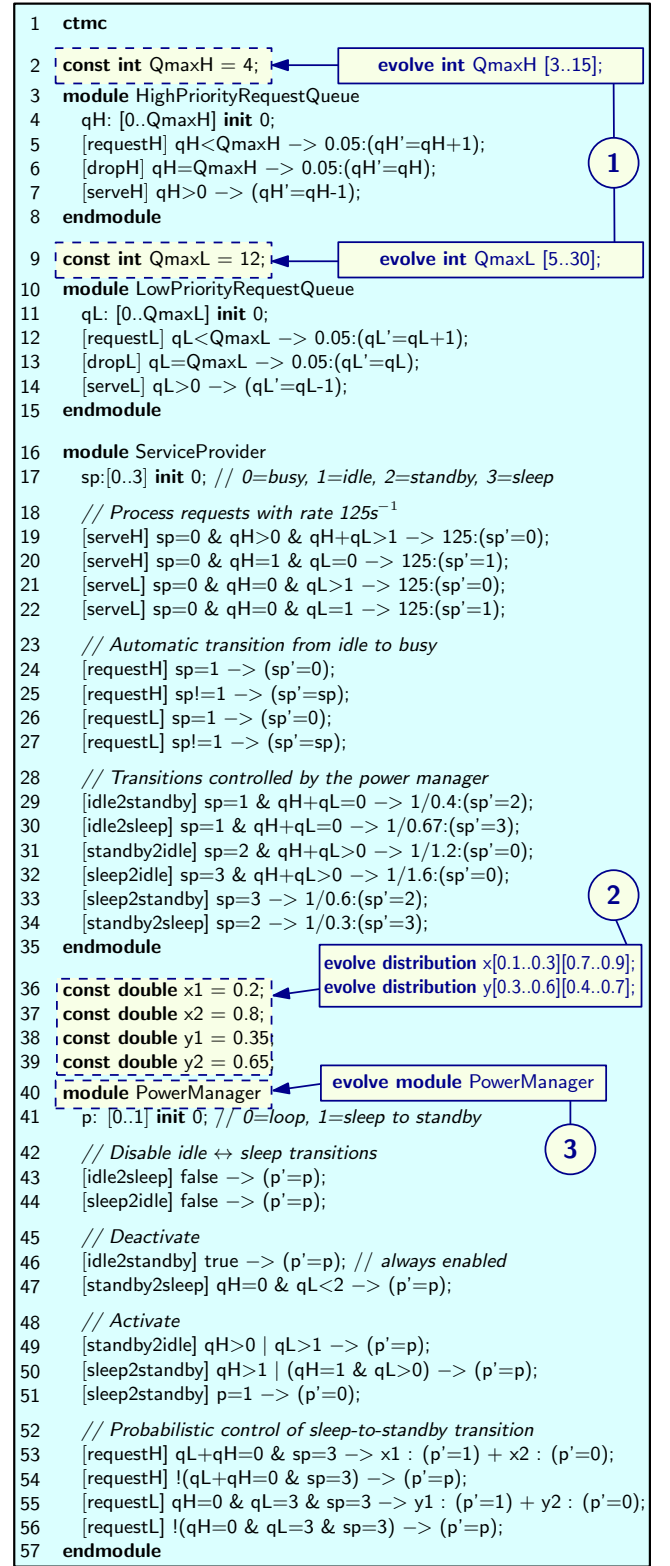 1 ctmc
2 const int QmaxH = 4; evolve int QmaxH [3..15];
3 module HighPriorityRequestQueue
4 qH: [0..QmaxH] init 0;
5 [requestH] qH<QmaxH −> 0.05:(qH'=qH+1);
6 [dropH] qH=QmaxH −> 0.05:(qH'=qH);
7 [serveH] qH>0 −> (qH'=qH-1);
8 endmodule
1
9 const int QmaxL = 12; evolve int QmaxL [5..30];
10 module LowPriorityRequestQueue
11 qL: [0..QmaxL] init 0;
12 [requestL] qL<QmaxL −> 0.05:(qL'=qL+1);
13 [dropL] qL=QmaxL −> 0.05:(qL'=qL);
14 [serveL] qL>0 −> (qL'=qL-1);
15 endmodule
16 module ServiceProvider
17 sp:[0..3] init 0; // 0=busy, 1=idle, 2=standby, 3=sleep
18 // Process requests with rate 125s⁻¹
19 [serveH] sp=0 & qH>0 & qH+qL>1 −> 125:(sp'=0);
20 [serveH] sp=0 & qH=1 & qL=0 −> 125:(sp'=1);
21 [serveL] sp=0 & qH=0 & qL>1 −> 125:(sp'=0);
22 [serveL] sp=0 & qH=0 & qL=1 −> 125:(sp'=1);
23 // Automatic transition from idle to busy
24 [requestH] sp=1 −> (sp'=0);
25 [requestH] sp!=1 −> (sp'=sp);
26 [requestL] sp=1 −> (sp'=0);
27 [requestL] sp!=1 −> (sp'=sp);
28 // Transitions controlled by the power manager
29 [idle2standby] sp=1 & qH+qL=0 −> 1/0.4:(sp'=2);
30 [idle2sleep] sp=1 & qH+qL=0 −> 1/0.67:(sp'=3);
31 [standby2idle] sp=2 & qH+qL>0 −> 1/1.2:(sp'=0);
32 [sleep2idle] sp=3 & qH+qL>0 −> 1/1.6:(sp'=0);
33 [sleep2standby] sp=3 −> 1/0.6:(sp'=2);
34 [standby2sleep] sp=2 −> 1/0.3:(sp'=3);
35 endmodule
2
evolve distribution x[0.1..0.3][0.7..0.9];
evolve distribution y[0.3..0.6][0.4..0.7];
36 const double x1 = 0.2;
37 const double x2 = 0.8;
38 const double y1 = 0.35;
39 const double y2 = 0.65;
40 module PowerManager evolve module PowerManager
41 p: [0..1] init 0; // 0=loop, 1=sleep to standby
3
42 // Disable idle ↔ sleep transitions
43 [idle2sleep] false −> (p'=p);
44 [sleep2idle] false −> (p'=p);
45 // Deactivate
46 [idle2standby] true −> (p'=p); // always enabled
47 [standby2sleep] qH=0 & qL<2 −> (p'=p);
48 // Activate
49 [standby2idle] qH>0 | qL>1 −> (p'=p);
50 [sleep2standby] qH>1 | (qH=1 & qL>0) −> (p'=p);
51 [sleep2standby] p=1 −> (p'=0);
52 // Probabilistic control of sleep-to-standby transition
53 [requestH] qL+qH=0 & sp=3 −> x1 : (p'=1) + x2 : (p'=0);
54 [requestH] !(qL+qH=0 & sp=3) −> (p'=p);
55 [requestL] qH=0 & qL=3 & sp=3 −> y1 : (p'=1) + y2 : (p'=0);
56 [requestL] !(qH=0 & qL=3 & sp=3) −> (p'=p);
57 endmodule